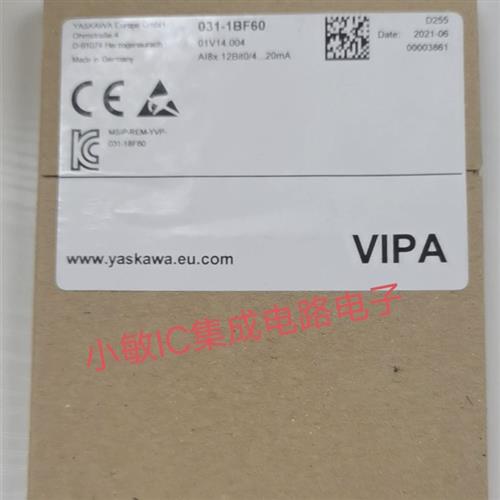 YASKAWA Europe GmbH
Ohmstraße 4
D-91074 Herzogenaurach
Made in Germany
031-1BF60
01V14.004
AI8x 12Bit0/4...20mA
D255
Date: 2021-06
00003861
CE
MSIP-REM-YVP-
031-1BF60
www.yaskawa.eu.com
VIPA
小敏IC集成电路电子